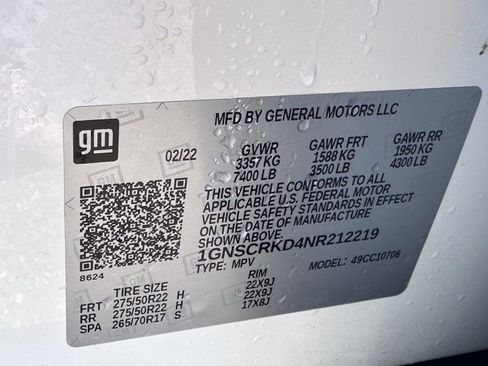 gm
MFD BY GENERAL MOTORS LLC
02/22 GVWR GAWR FRT GAWR RR
3357 KG 1588 KG 1950 KG
7400 LB 3500 LB 4300 LB
THIS VEHICLE CONFORMS TO ALL
APPLICABLE U.S. FEDERAL MOTOR
VEHICLE SAFETY STANDARDS IN EFFECT
ON THE DATE OF MANUFACTURE
SHOWN ABOVE.
1GNSCRKD4NR212219
TYPE: MPV MODEL: 49CC10706
8624
TIRE SIZE RIM
FRT 275/50R22 H 22X9J
RR 275/50R22 H 22X9J
SPA 265/70R17 S 17X8J